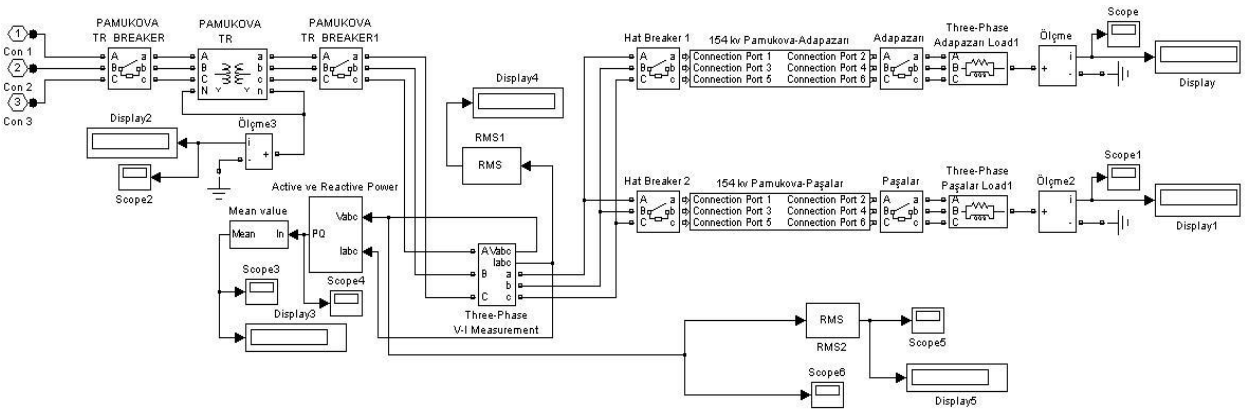 1
Con 1
2
Con 2
3
Con 3
PAMUKOVA
TR BREAKER
A a
B b
C c
PAMUKOVA
TR
A a
B b
C c
N n
Y Y
PAMUKOVA
TR BREAKER1
A a
B b
C c
Display2
Ölçme3
i
-
+
Scope2
Display4
RMS1
RMS
Active ve Reactive Power
Vabc
PQ
Iabc
Mean value
Mean In
Scope3
Scope4
Display3
A Vabc
Iabc
B a
b
C c
Three-Phase
V-I Measurement
Hat Breaker 1
A a
B b
C c
154 kv Pamukova-Adapazarı
Connection Port 1 Connection Port 2
Connection Port 3 Connection Port 4
Connection Port 5 Connection Port 6
Adapazarı
A a
B b
C c
Three-Phase
Adapazarı Load1
A
B
C
Ölçme
i
+
-
Scope
Display
Hat Breaker 2
A a
B b
C c
154 kv Pamukova-Paşalar
Connection Port 1 Connection Port 2
Connection Port 3 Connection Port 4
Connection Port 5 Connection Port 6
Paşalar
A a
B b
C c
Three-Phase
Paşalar Load1
A
B
C
Ölçme2
i
+
-
Scope1
Display1
RMS
RMS2
Scope5
Scope6
Display5